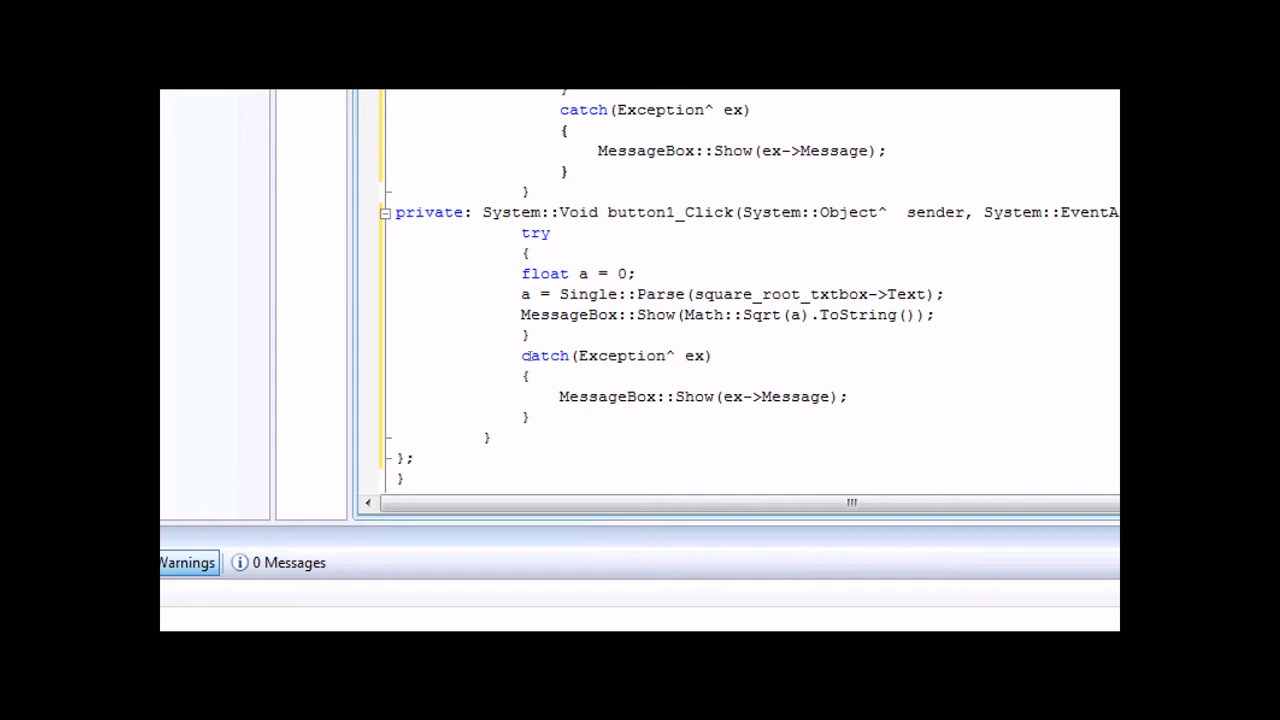 }
catch(Exception^ ex)
{
MessageBox::Show(ex->Message);
}
}
private: System::Void button1_Click(System::Object^  sender, System::EventA
try
{
float a = 0;
a = Single::Parse(square_root_txtbox->Text);
MessageBox::Show(Math::Sqrt(a).ToString());
}
catch(Exception^ ex)
{
MessageBox::Show(ex->Message);
}
}
};
}
Warnings
0 Messages